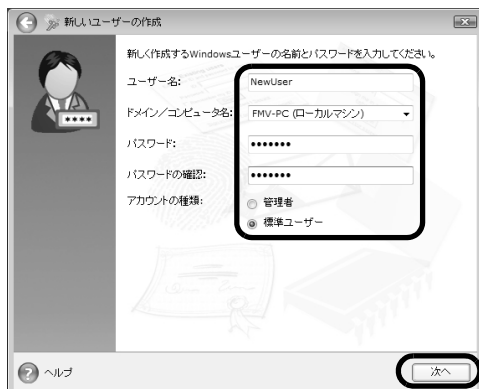 新しいユーザーの作成
新しく作成するWindowsユーザーの名前とパスワードを入力してください。
ユーザー名: NewUser
ドメイン/コンピュータ名: FMV-PC (ローカルマシン)
パスワード: •••••••
パスワードの確認: •••••••
アカウントの種類: 管理者
標準ユーザー
ヘルプ 次へ